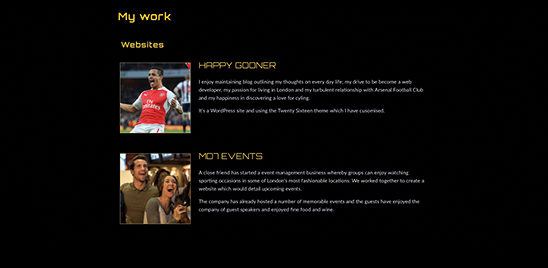 My work
Websites
HAPPY GOONER
I enjoy maintaining blog outlining my thoughts on every day life; my drive to become a web
developer, my passion for living in London and my turbulent relationship with Arsenal Football Club
and my happiness in discovering a love for cyling.
It's a WordPress site and using the Twenty Sixteen theme which I have cusomised.
MO7 EVENTS
A close friend has started a event management business whereby groups can enjoy watching
sporting occasions in some of London's most fashionable locations. We worked together to create a
website which would detail upcoming events.
The company has already hosted a number of memorable events and the guests have enjoyed the
company of guest speakers and enjoyed fine food and wine.